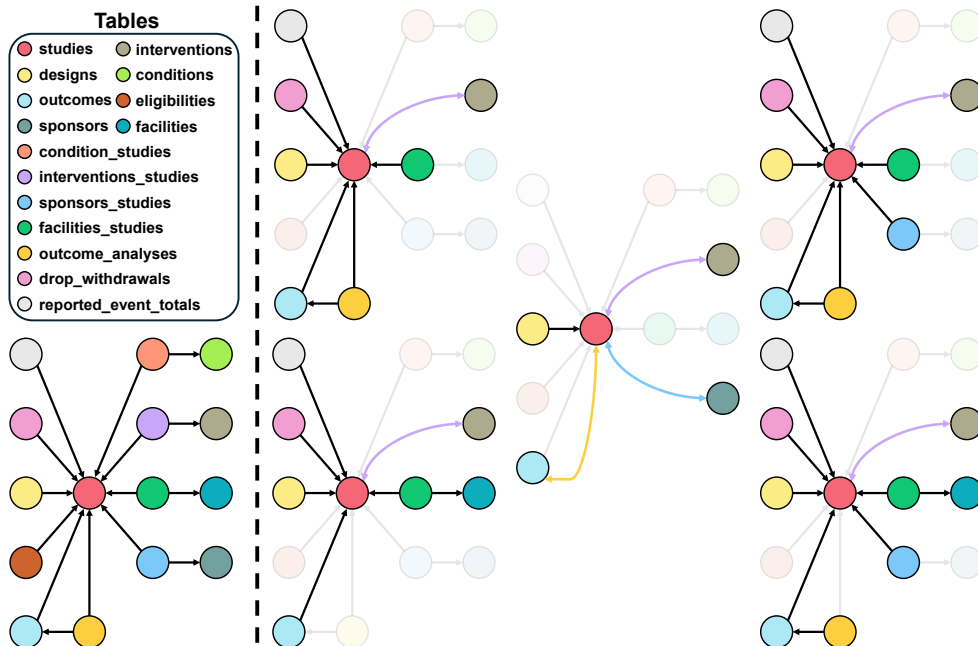 Tables
studies
interventions
designs
conditions
outcomes
eligibilities
sponsors
facilities
condition_studies
interventions_studies
sponsors_studies
facilities_studies
outcome_analyses
drop_withdrawals
reported_event_totals